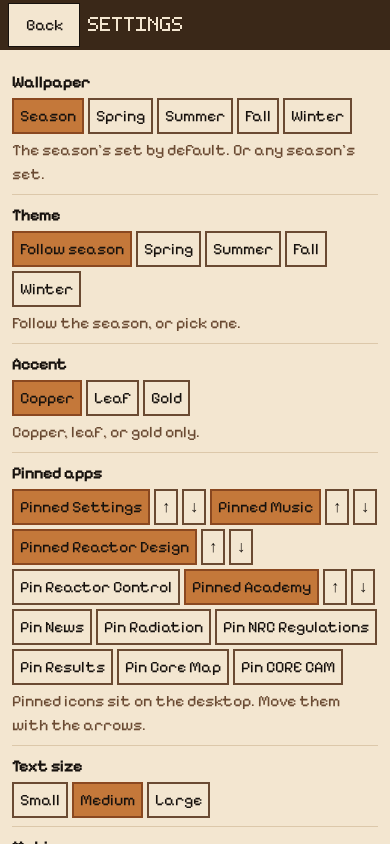 Back SETTINGS
Wallpaper
Season Spring Summer Fall Winter
The season's set by default. Or any season's
set.
Theme
Follow season Spring Summer Fall
Winter
Follow the season, or pick one.
Accent
Copper Leaf Gold
Copper, leaf, or gold only.
Pinned apps
Pinned Settings ↑ ↓ Pinned Music ↑ ↓
Pinned Reactor Design ↑ ↓
Pin Reactor Control Pinned Academy ↑ ↓
Pin News Pin Radiation Pin NRC Regulations
Pin Results Pin Core Map Pin CORE CAM
Pinned icons sit on the desktop. Move them
with the arrows.
Text size
Small Medium Large